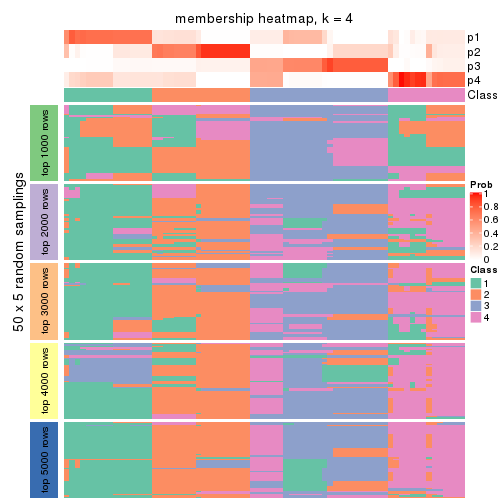 membership heatmap, k = 4
p1
p2
p3
p4
Class
50 x 5 random samplings
top 1000 rows
top 2000 rows
top 3000 rows
top 4000 rows
top 5000 rows
Prob
1
0.8
0.6
0.4
0.2
0
Class
1
2
3
4